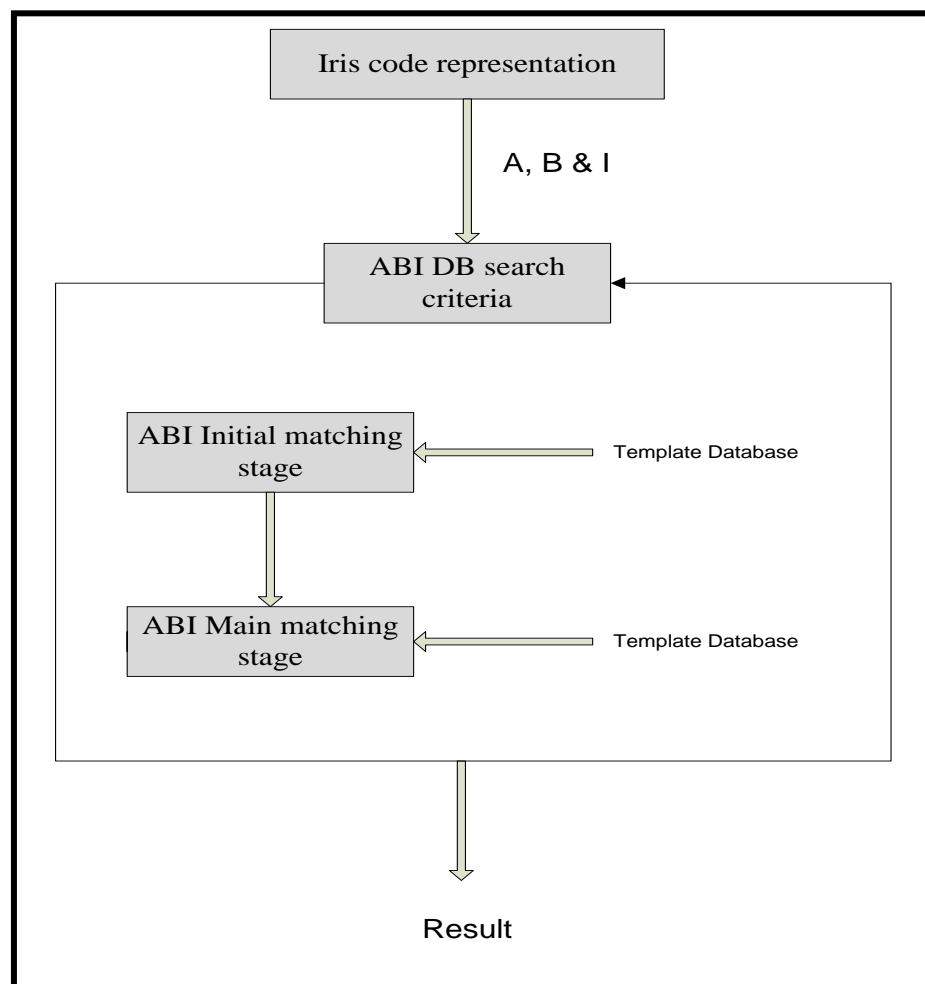 Iris code representation
A, B & I
ABI DB search
criteria
ABI Initial matching
stage
Template Database
ABI Main matching
stage
Template Database
Result